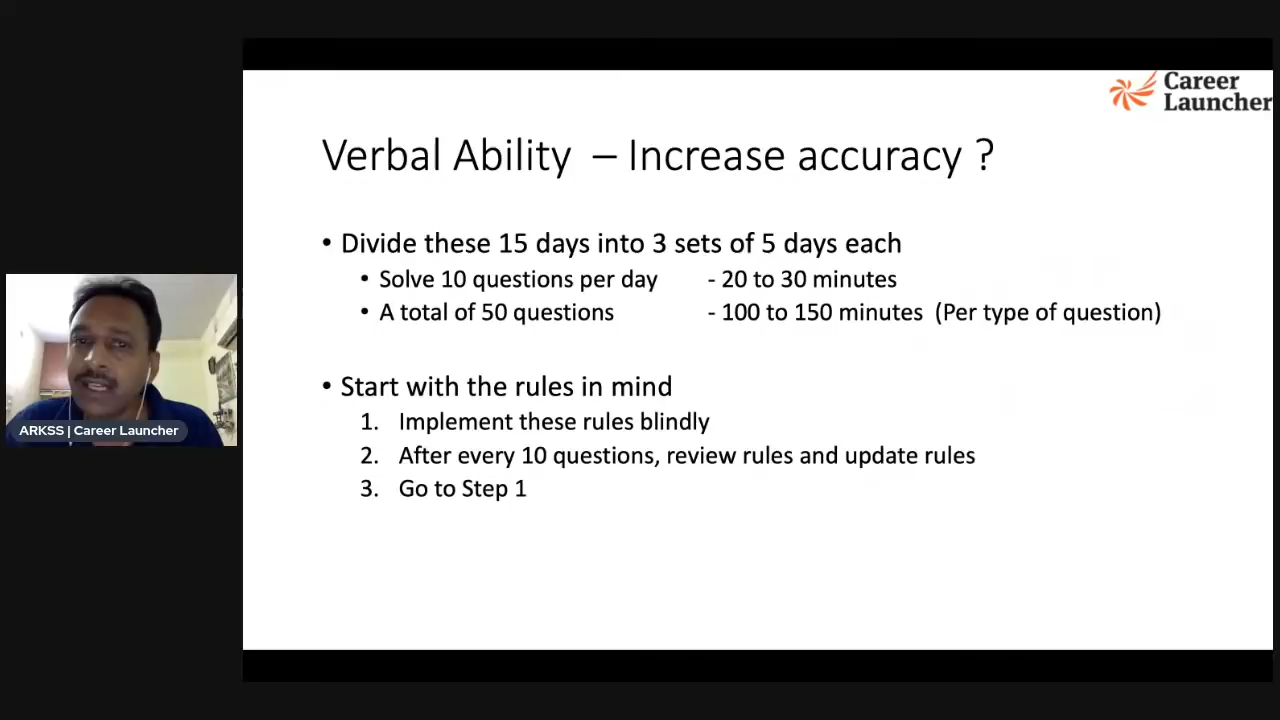 Career
Launcher
Verbal Ability – Increase accuracy ?
• Divide these 15 days into 3 sets of 5 days each
• Solve 10 questions per day - 20 to 30 minutes
• A total of 50 questions - 100 to 150 minutes (Per type of question)
• Start with the rules in mind
1. Implement these rules blindly
2. After every 10 questions, review rules and update rules
3. Go to Step 1
ARKSS | Career Launcher